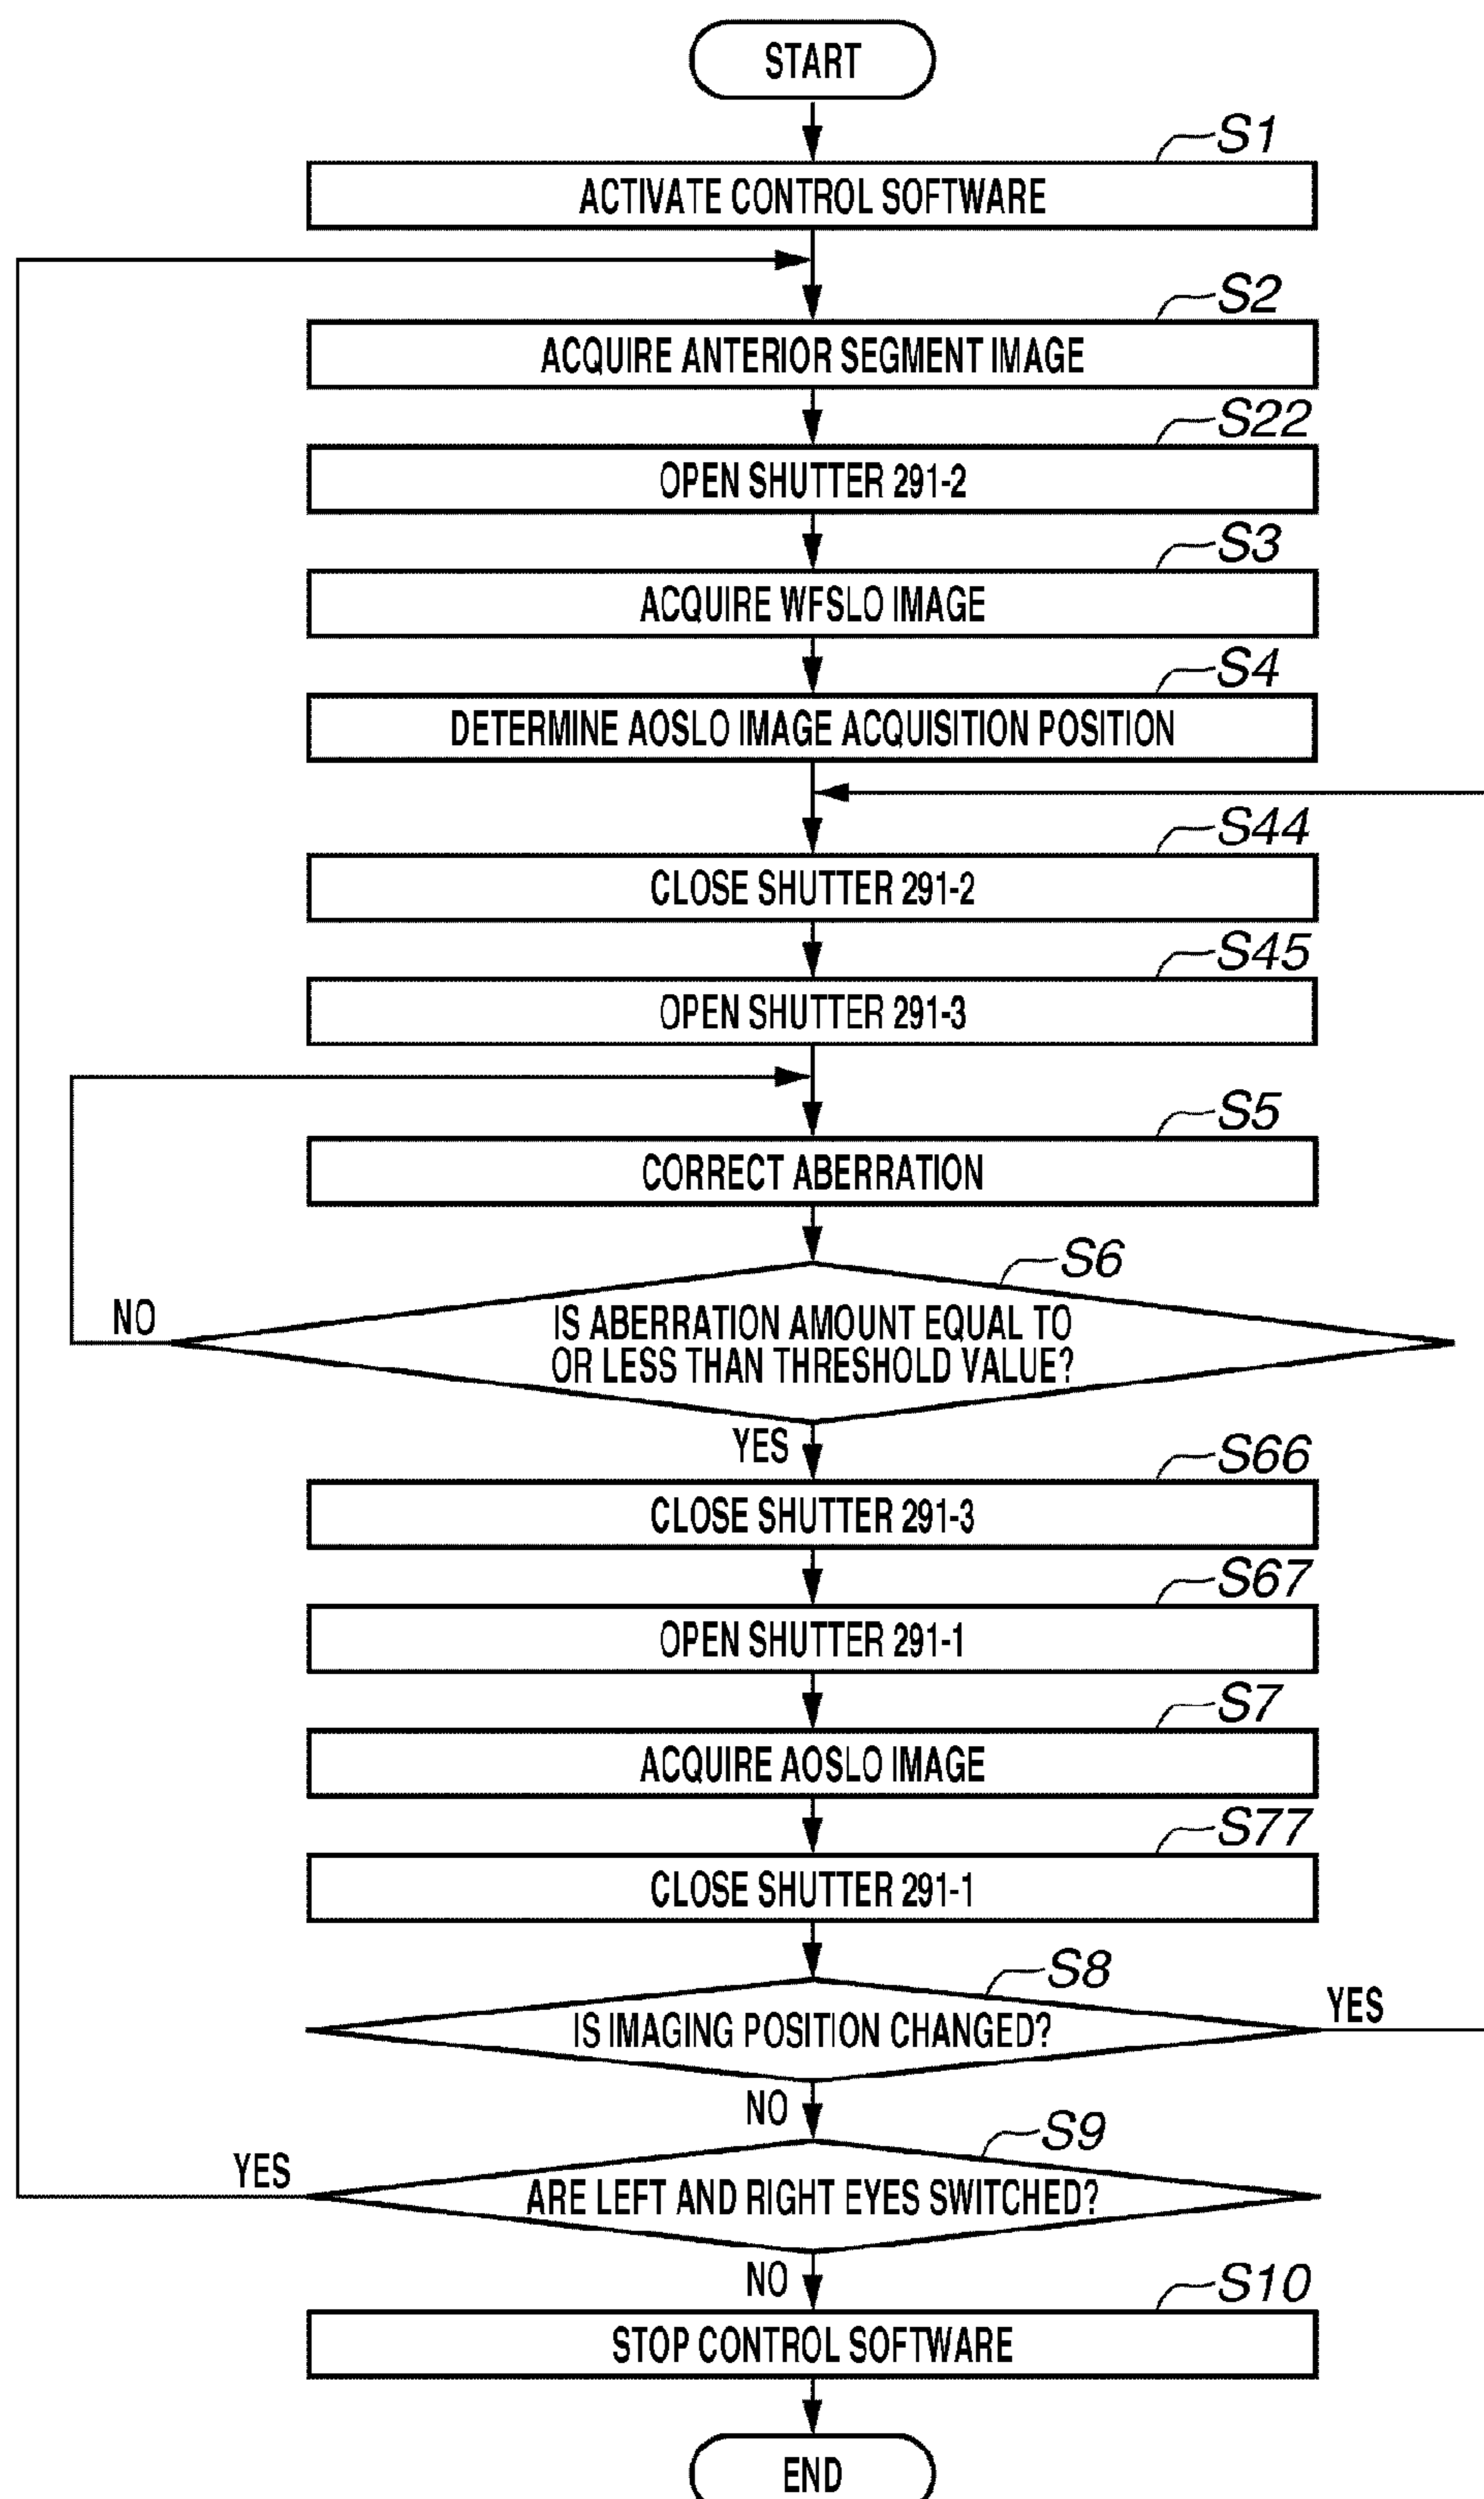 START
S1
ACTIVATE CONTROL SOFTWARE
S2
ACQUIRE ANTERIOR SEGMENT IMAGE
S22
OPEN SHUTTER 291-2
S3
ACQUIRE WFSLO IMAGE
S4
DETERMINE AOSLO IMAGE ACQUISITION POSITION
S44
CLOSE SHUTTER 291-2
S45
OPEN SHUTTER 291-3
S5
CORRECT ABERRATION
S6
NO
IS ABERRATION AMOUNT EQUAL TO
OR LESS THAN THRESHOLD VALUE?
YES
S66
CLOSE SHUTTER 291-3
S67
OPEN SHUTTER 291-1
S7
ACQUIRE AOSLO IMAGE
S77
CLOSE SHUTTER 291-1
S8
YES
IS IMAGING POSITION CHANGED?
NO
S9
YES
ARE LEFT AND RIGHT EYES SWITCHED?
NO
S10
STOP CONTROL SOFTWARE
END